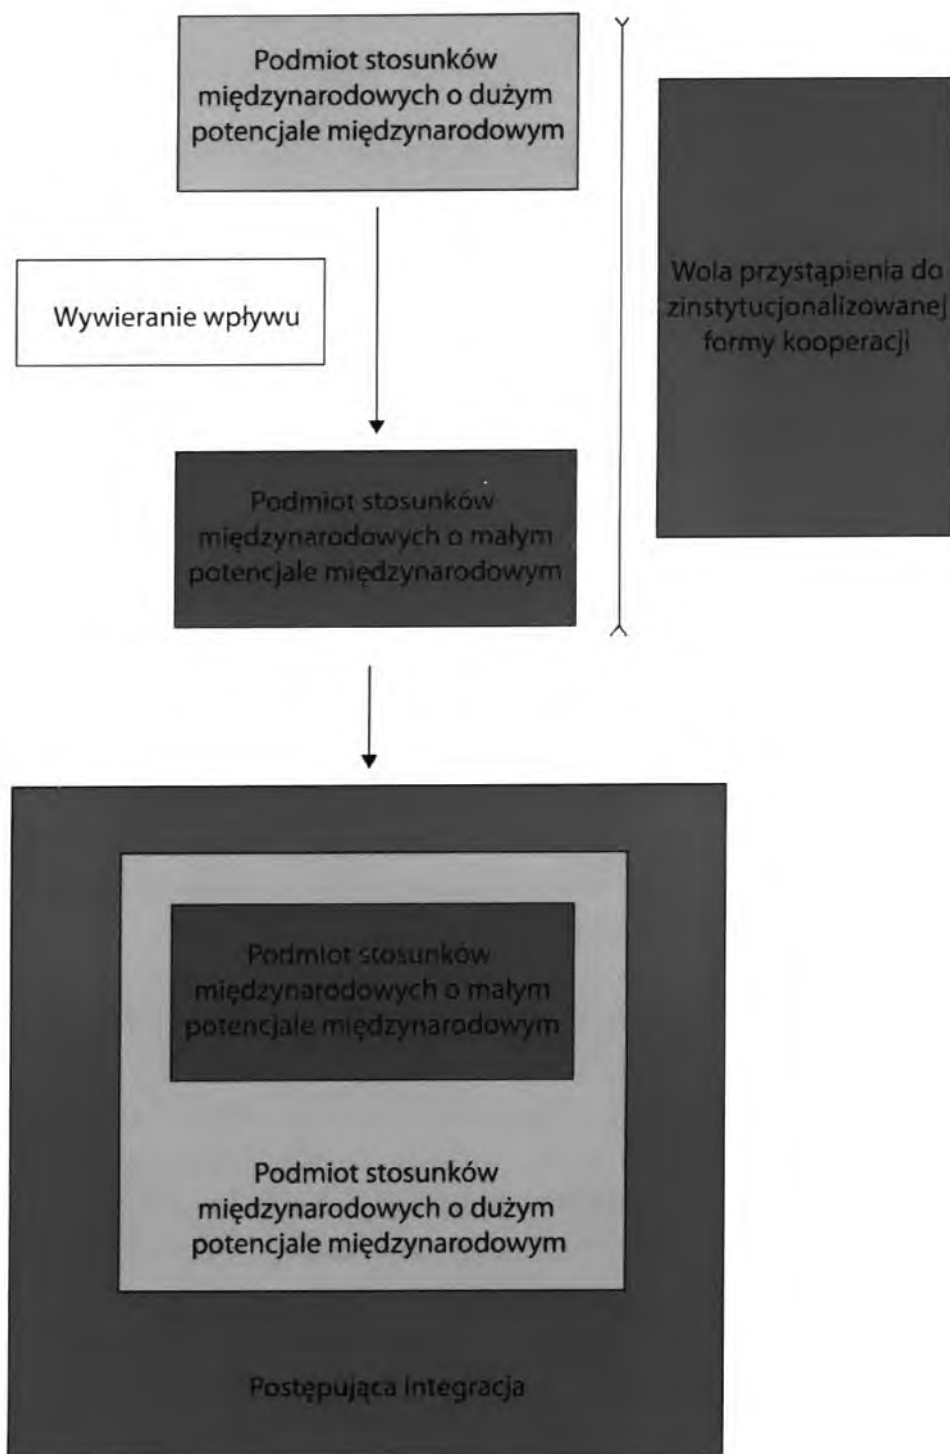 Podmiot stosunków
międzynarodowych o dużym
potencjale międzynarodowym
Wywieranie wpływu
Wola przystąpienia do
zinstytucjonalizowanej
formy kooperacji
Podmiot stosunków
międzynarodowych o małym
potencjale międzynarodowym
Podmiot stosunków
międzynarodowych o małym
potencjale międzynarodowym
Podmiot stosunków
międzynarodowych o dużym
potencjale międzynarodowym
Postępująca integracja